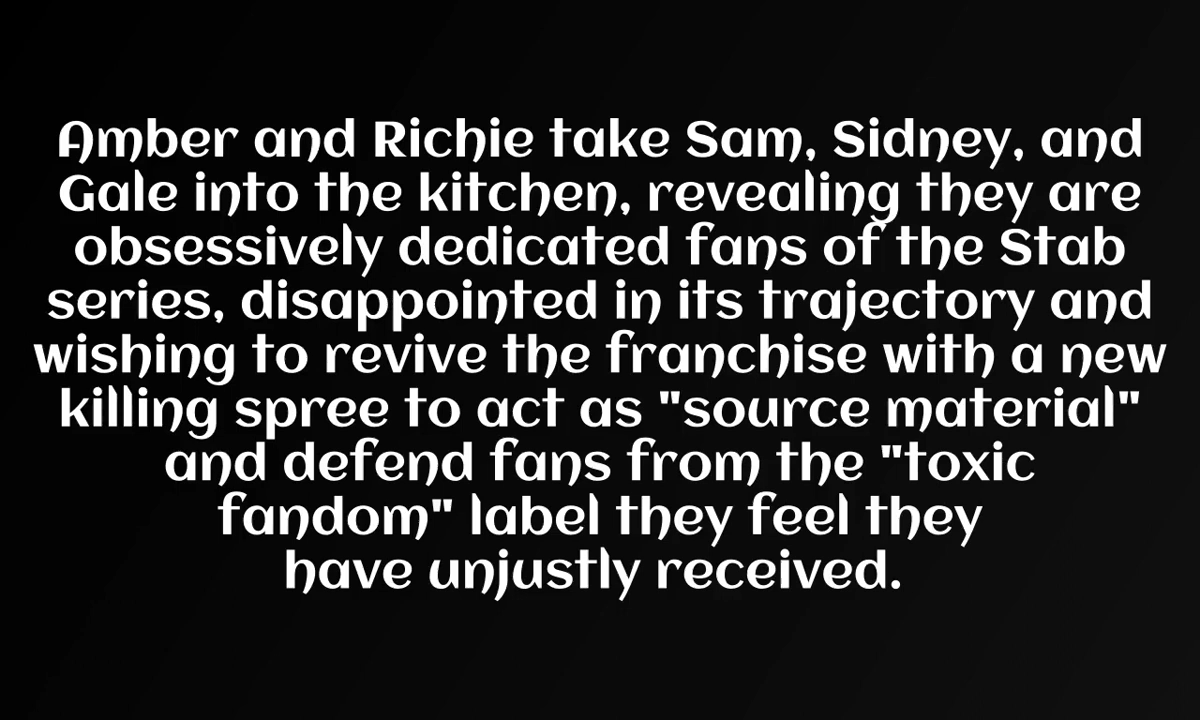 Amber and Richie take Sam, Sidney, and
Gale into the kitchen, revealing they are
obsessively dedicated fans of the Stab
series, disappointed in its trajectory and
wishing to revive the franchise with a new
killing spree to act as "source material"
and defend fans from the "toxic
fandom" label they feel they
have unjustly received.